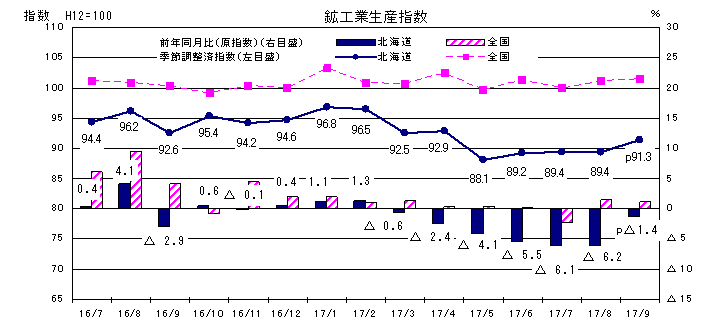 指数 H12=100 鉱工業生産指数 %
前年同月比(原指数)(右目盛) 北海道 全国
季節調整済指数(左目盛) 北海道 全国
110 30
105 25
100 20
95 15
90 10
85 5
80 0
75 △ 5
70 △ 10
65 △ 15
94.4 96.2 92.6 95.4 94.2 94.6 96.8 96.5 92.5 92.9 88.1 89.2 89.4 89.4 p91.3
0.4 4.1 △ 2.9 0.6 △ 0.1 0.4 1.1 1.3 △ 0.6 △ 2.4 △ 4.1 △ 5.5 △ 6.1 △ 6.2 p△1.4
16/7 16/8 16/9 16/10 16/11 16/12 17/1 17/2 17/3 17/4 17/5 17/6 17/7 17/8 17/9